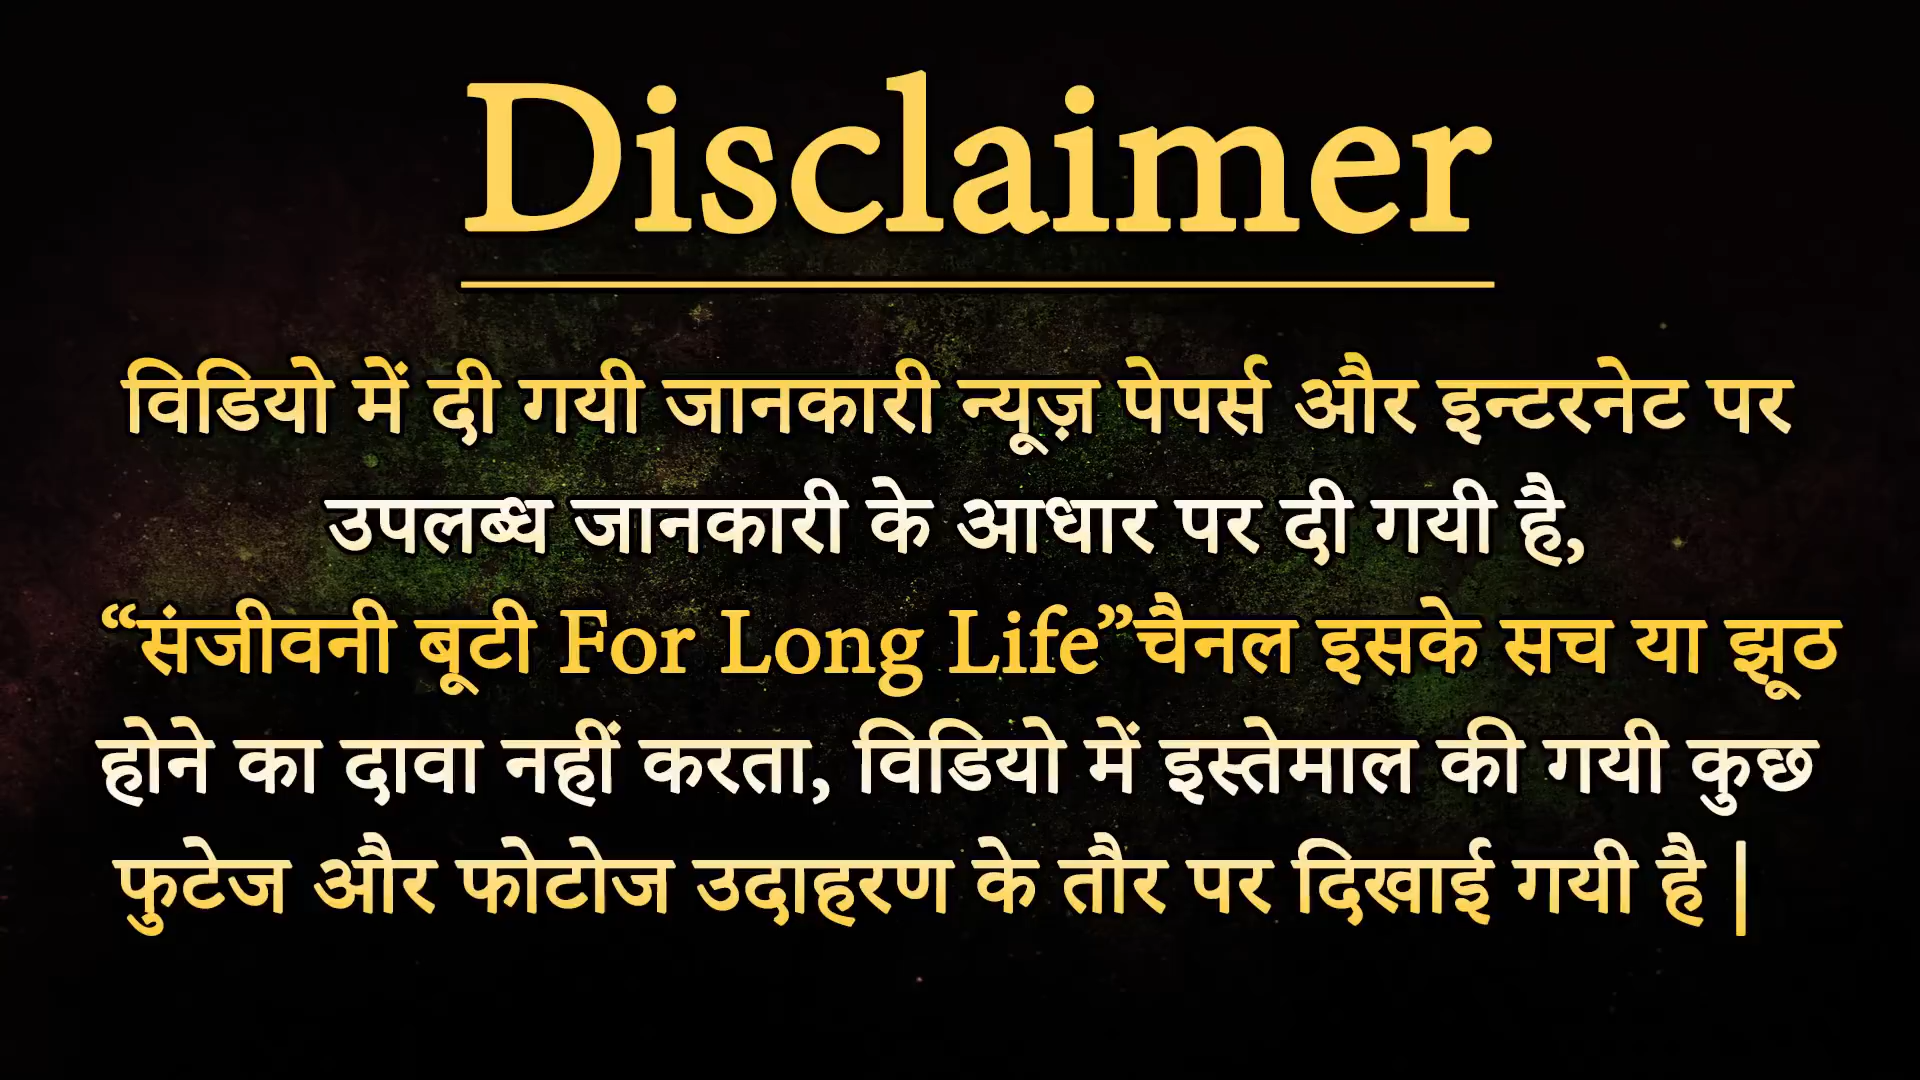 Disclaimer
विडियो में दी गयी जानकारी न्यूज़ पेपर्स और इन्टरनेट पर
उपलब्ध जानकारी के आधार पर दी गयी है,
“संजीवनी बूटी For Long Life”चैनल इसके सच या झूठ
होने का दावा नहीं करता, विडियो में इस्तेमाल की गयी कुछ
फुटेज और फोटोज उदाहरण के तौर पर दिखाई गयी है |